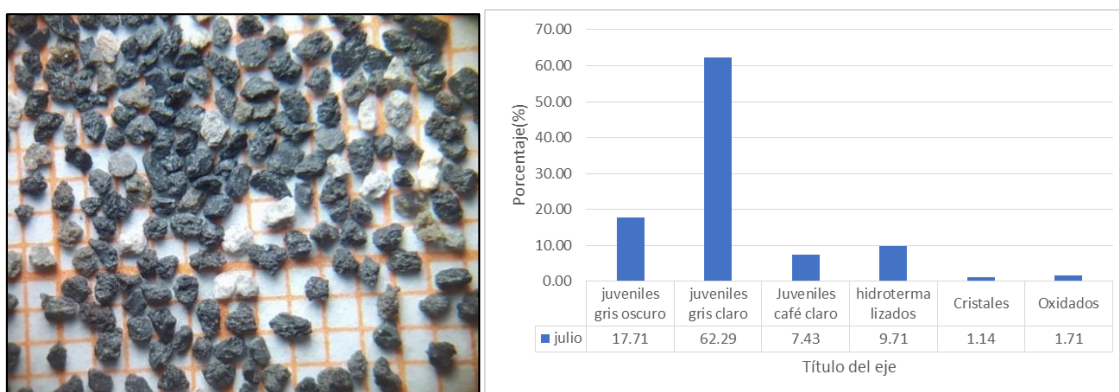 70.00
60.00
50.00
40.00
30.00
20.00
10.00
0.00
Porcentaje(%)
juveniles
gris oscuro
juveniles
gris claro
Juveniles
café claro
hidroterma
lizados
Cristales
Oxidados
julio
17.71
62.29
7.43
9.71
1.14
1.71
Título del eje